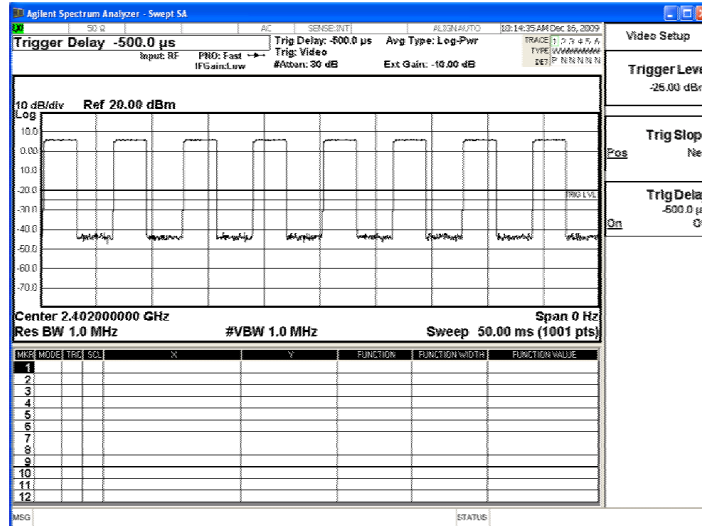 Agilent Spectrum Analyzer - Swept SA
50 Ω AC SENSE:INT ALIGNAUTO 10:14:35 AM Dec 16, 2009
Trigger Delay -500.0 µs
Input: RF PNO: Fast
IFGain:Low
Trig Delay: -500.0 µs
Trig: Video
#Atten: 30 dB
Avg Type: Log-Pwr
Ext Gain: -10.00 dB
TRACE 1 2 3 4 5 6
TYPE WWWWWW
DET P N N N N N
Video Setup
Trigger Leve
-25.00 dBr
Trig Slop
Pos Ne
Trig Dela
-500.0 µ
On O
10 dB/div Ref 20.00 dBm
Log
10.0
0.00
-10.0
-20.0
-30.0
-40.0
-50.0
-60.0
-70.0
TRIG LVL
Center 2.402000000 GHz Span 0 Hz
Res BW 1.0 MHz #VBW 1.0 MHz Sweep 50.00 ms (1001 pts)
MKR MODE TRC SCL X Y FUNCTION FUNCTION WIDTH FUNCTION VALUE
1
2
3
4
5
6
7
8
9
10
11
12
MSG STATUS